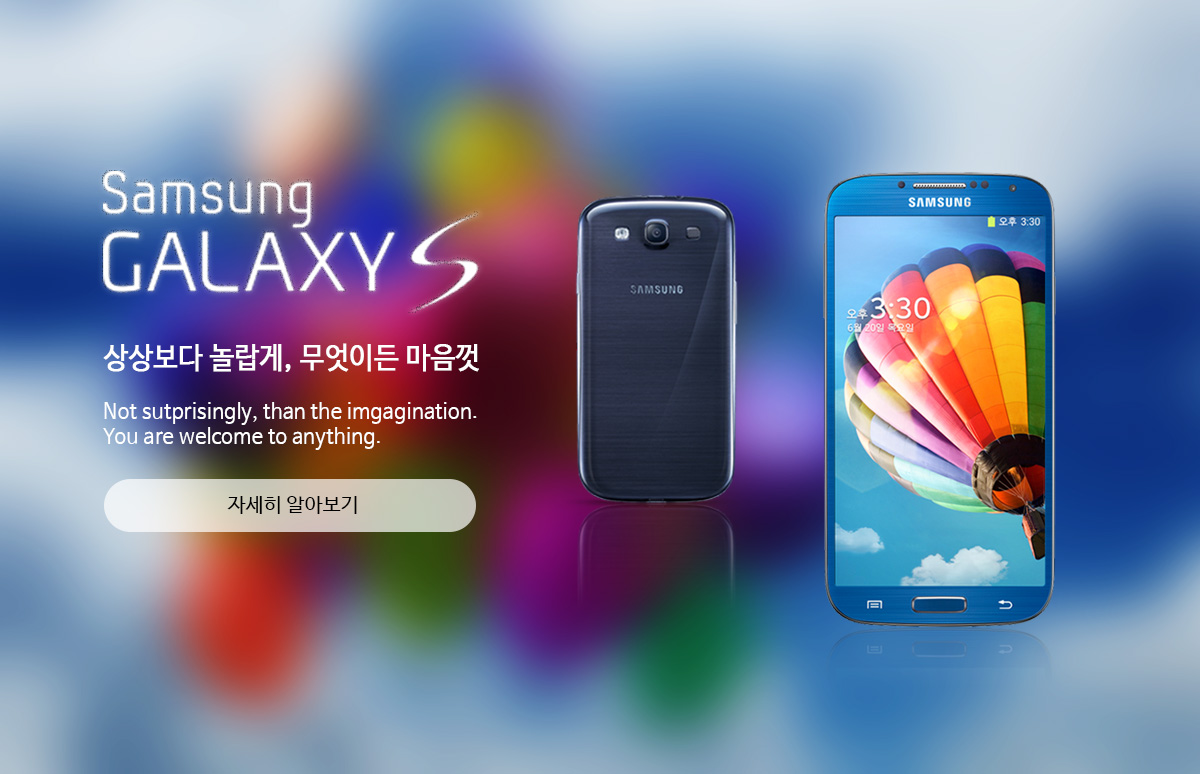 Samsung
GALAXY S
상상보다 놀랍게, 무엇이든 마음껏
Not sutprisingly, than the imgagination.
You are welcome to anything.
자세히 알아보기
SAMSUNG
SAMSUNG
오후 3:30
오후 3:30
6월 20일 목요일